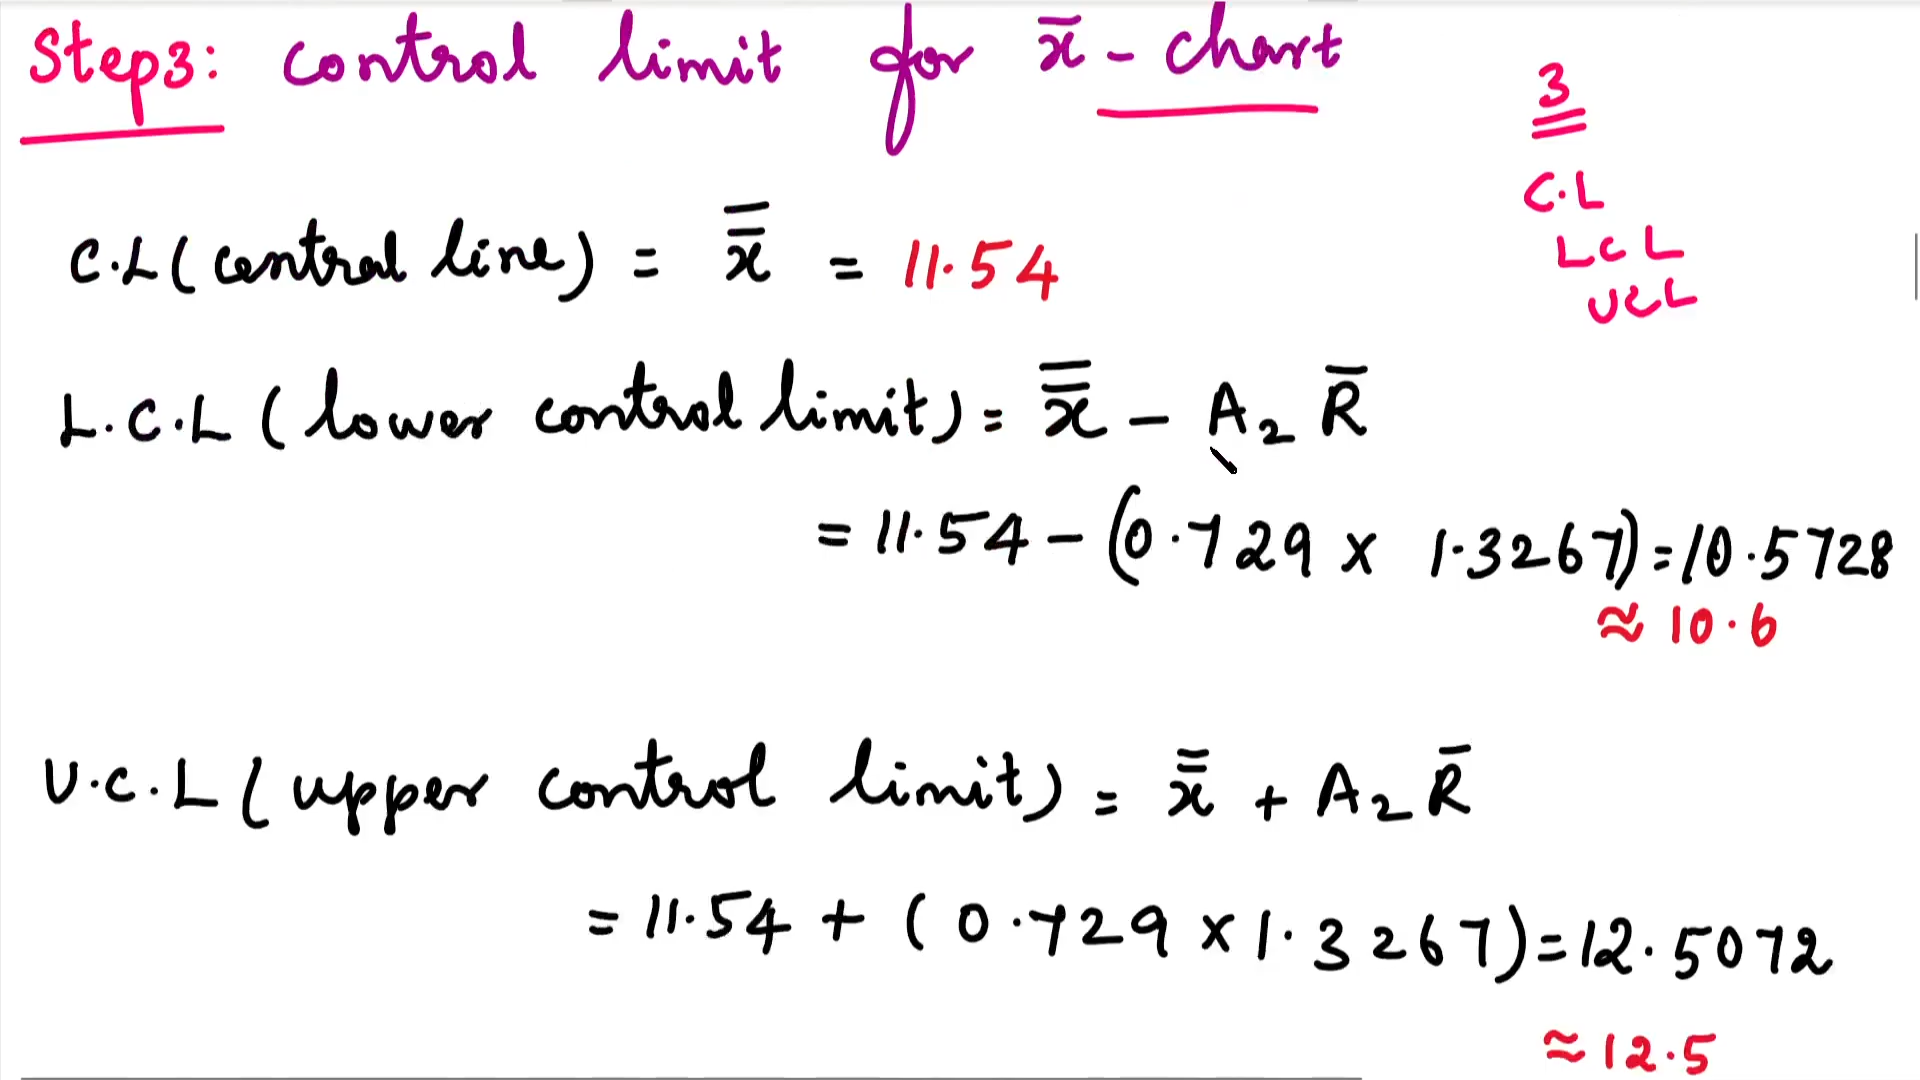 Step3: control limit for x̄ - chart
3
C.L
LCL
UCL
C.L (central line) = x̿ = 11.54
L.C.L (lower control limit) = x̿ − A₂ R̄
= 11.54 − (0.729 × 1.3267) = 10.5728
≈ 10.6
U.C.L (upper control limit) = x̿ + A₂ R̄
= 11.54 + (0.729 × 1.3267) = 12.5072
≈ 12.5